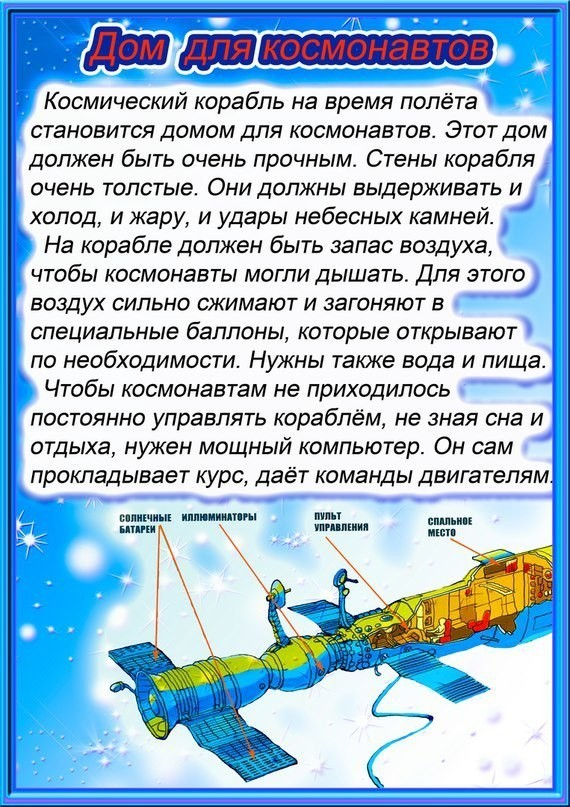 Дом для космонавтов
Космический корабль на время полёта
становится домом для космонавтов. Этот дом
должен быть очень прочным. Стены корабля
очень толстые. Они должны выдерживать и
холод, и жару, и удары небесных камней.
На корабле должен быть запас воздуха,
чтобы космонавты могли дышать. Для этого
воздух сильно сжимают и загоняют в
специальные баллоны, которые открывают
по необходимости. Нужны также вода и пища.
Чтобы космонавтам не приходилось
постоянно управлять кораблём, не зная сна и
отдыха, нужен мощный компьютер. Он сам
прокладывает курс, даёт команды двигателям.
СОЛНЕЧНЫЕ
БАТАРЕИ
ИЛЛЮМИНАТОРЫ
ПУЛЬТ
УПРАВЛЕНИЯ
СПАЛЬНОЕ
МЕСТО